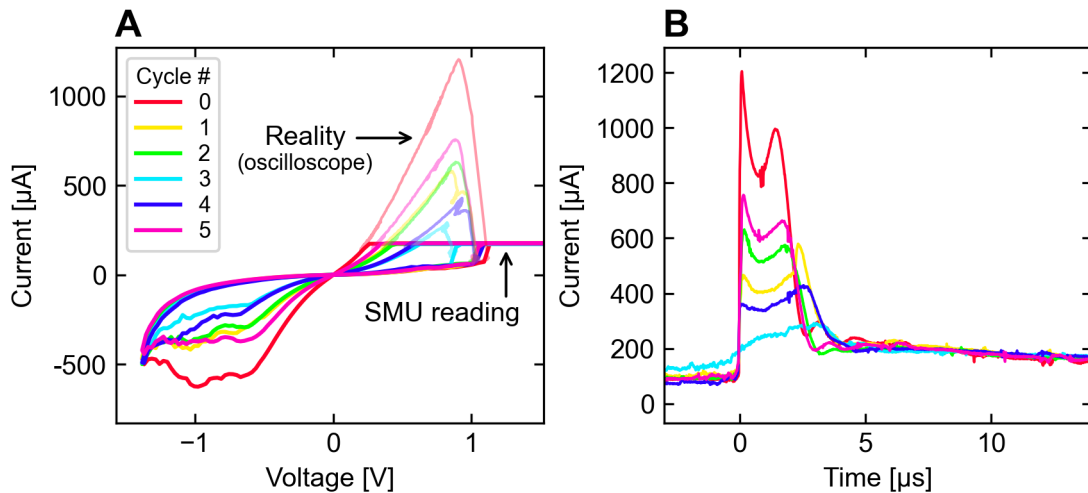 A
Cycle #
0
1
2
3
4
5
Reality
(oscilloscope)
SMU reading
1000
500
0
-500
−1
0
1
Current [µA]
Voltage [V]
B
1200
1000
800
600
400
200
0
0
5
10
Current [µA]
Time [µs]